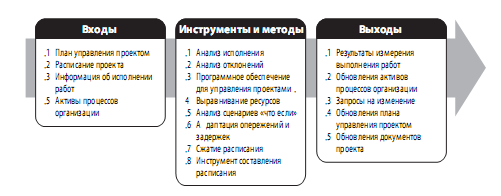 Входы
.1 План управления проектом
.2 Расписание проекта
.3 Информация об исполнении
работ
.5 Активы процессов
организации
Инструменты и методы
.1 Анализ исполнения
.2 Анализ отклонений
.3 Программное обеспечение
для управления проектами .
4 Выравнивание ресурсов
.5 Анализ сценариев «что если»
.6 А даптация опережений и
задержек
.7 Сжатие расписания
.8 Инструмент составления
расписания
Выходы
.1 Результаты измерения
выполнения работ
.2 Обновления активов
процессов организации
.3 Запросы на изменение
.4 Обновления плана
управления проектом
.5 Обновления документов
проекта